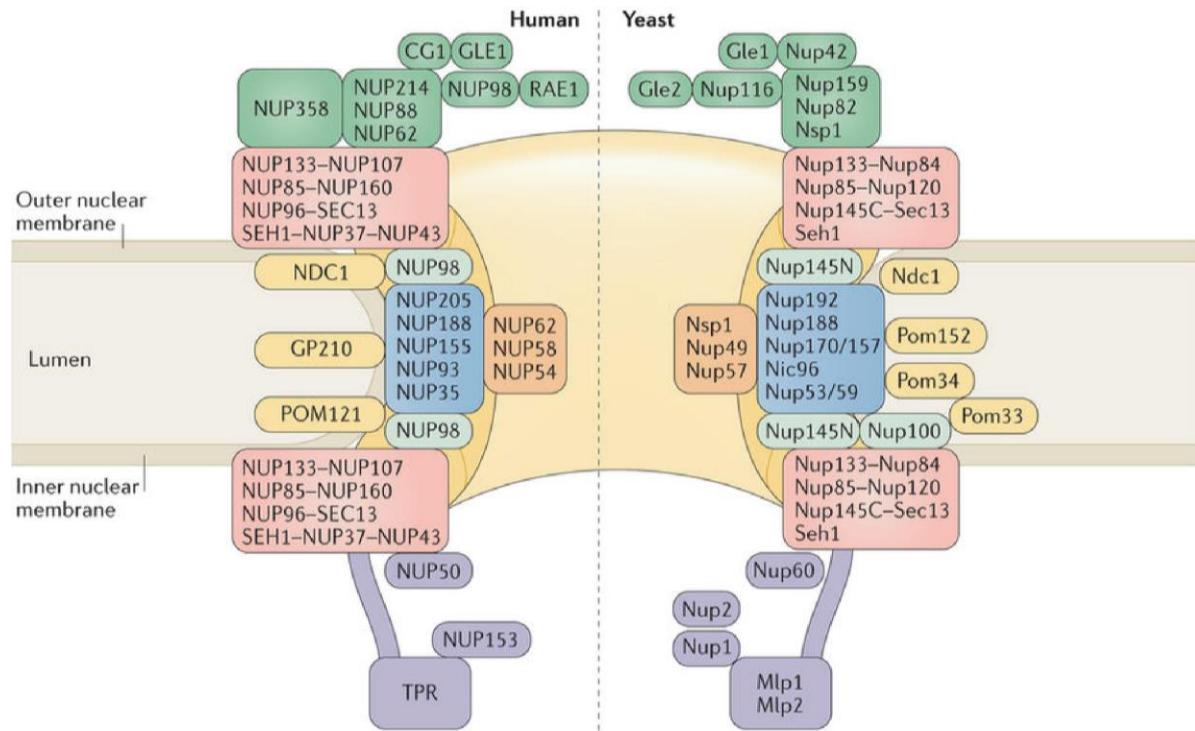 Human
Yeast
CG1
GLE1
NUP358
NUP214
NUP88
NUP62
NUP98
RAE1
NUP133–NUP107
NUP85–NUP160
NUP96–SEC13
SEH1–NUP37–NUP43
Outer nuclear
membrane
NDC1
NUP98
Lumen
GP210
NUP205
NUP188
NUP155
NUP93
NUP35
NUP62
NUP58
NUP54
POM121
NUP98
Inner nuclear
membrane
NUP133–NUP107
NUP85–NUP160
NUP96–SEC13
SEH1–NUP37–NUP43
NUP50
NUP153
TPR
Gle1
Nup42
Gle2
Nup116
Nup159
Nup82
Nsp1
Nup133–Nup84
Nup85–Nup120
Nup145C–Sec13
Seh1
Nup145N
Ndc1
Nsp1
Nup49
Nup57
Nup192
Nup188
Nup170/157
Nic96
Nup53/59
Pom152
Pom34
Pom33
Nup145N
Nup100
Nup133–Nup84
Nup85–Nup120
Nup145C–Sec13
Seh1
Nup60
Nup2
Nup1
Mlp1
Mlp2